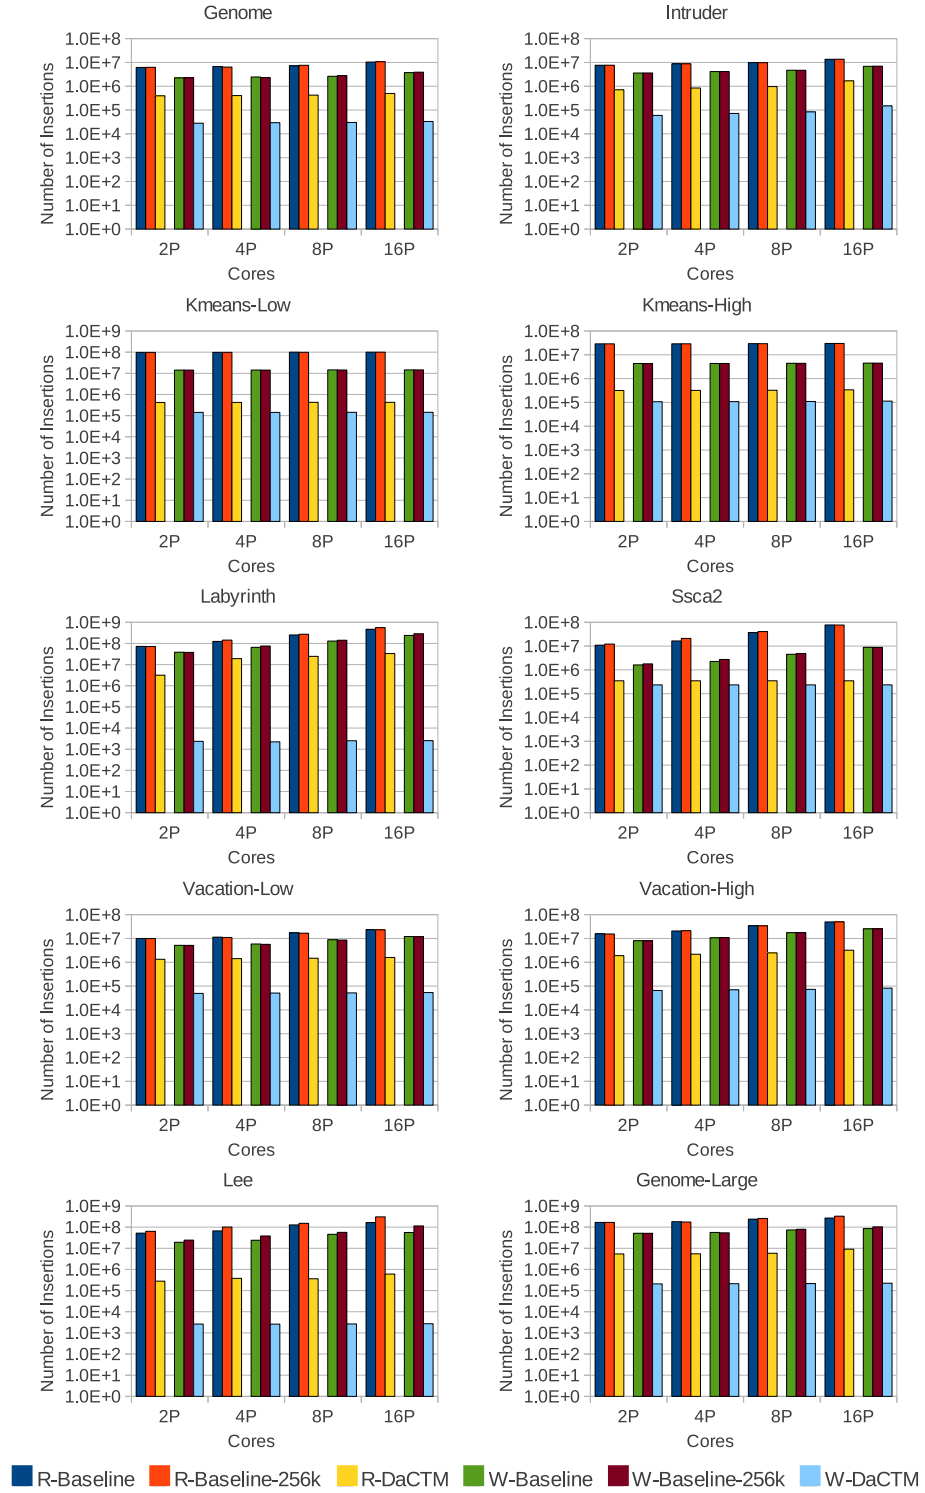 Genome
Number of Insertions
1.0E+8
1.0E+7
1.0E+6
1.0E+5
1.0E+4
1.0E+3
1.0E+2
1.0E+1
1.0E+0
2P 4P 8P 16P
Cores
Intruder
Number of Insertions
1.0E+8
1.0E+7
1.0E+6
1.0E+5
1.0E+4
1.0E+3
1.0E+2
1.0E+1
1.0E+0
2P 4P 8P 16P
Cores
Kmeans-Low
Number of Insertions
1.0E+9
1.0E+8
1.0E+7
1.0E+6
1.0E+5
1.0E+4
1.0E+3
1.0E+2
1.0E+1
1.0E+0
2P 4P 8P 16P
Cores
Kmeans-High
Number of Insertions
1.0E+8
1.0E+7
1.0E+6
1.0E+5
1.0E+4
1.0E+3
1.0E+2
1.0E+1
1.0E+0
2P 4P 8P 16P
Cores
Labyrinth
Number of Insertions
1.0E+9
1.0E+8
1.0E+7
1.0E+6
1.0E+5
1.0E+4
1.0E+3
1.0E+2
1.0E+1
1.0E+0
2P 4P 8P 16P
Cores
Ssca2
Number of Insertions
1.0E+8
1.0E+7
1.0E+6
1.0E+5
1.0E+4
1.0E+3
1.0E+2
1.0E+1
1.0E+0
2P 4P 8P 16P
Cores
Vacation-Low
Number of Insertions
1.0E+8
1.0E+7
1.0E+6
1.0E+5
1.0E+4
1.0E+3
1.0E+2
1.0E+1
1.0E+0
2P 4P 8P 16P
Cores
Vacation-High
Number of Insertions
1.0E+8
1.0E+7
1.0E+6
1.0E+5
1.0E+4
1.0E+3
1.0E+2
1.0E+1
1.0E+0
2P 4P 8P 16P
Cores
Lee
Number of Insertions
1.0E+9
1.0E+8
1.0E+7
1.0E+6
1.0E+5
1.0E+4
1.0E+3
1.0E+2
1.0E+1
1.0E+0
2P 4P 8P 16P
Cores
Genome-Large
Number of Insertions
1.0E+9
1.0E+8
1.0E+7
1.0E+6
1.0E+5
1.0E+4
1.0E+3
1.0E+2
1.0E+1
1.0E+0
2P 4P 8P 16P
Cores
R-Baseline R-Baseline-256k R-DaCTM W-Baseline W-Baseline-256k W-DaCTM